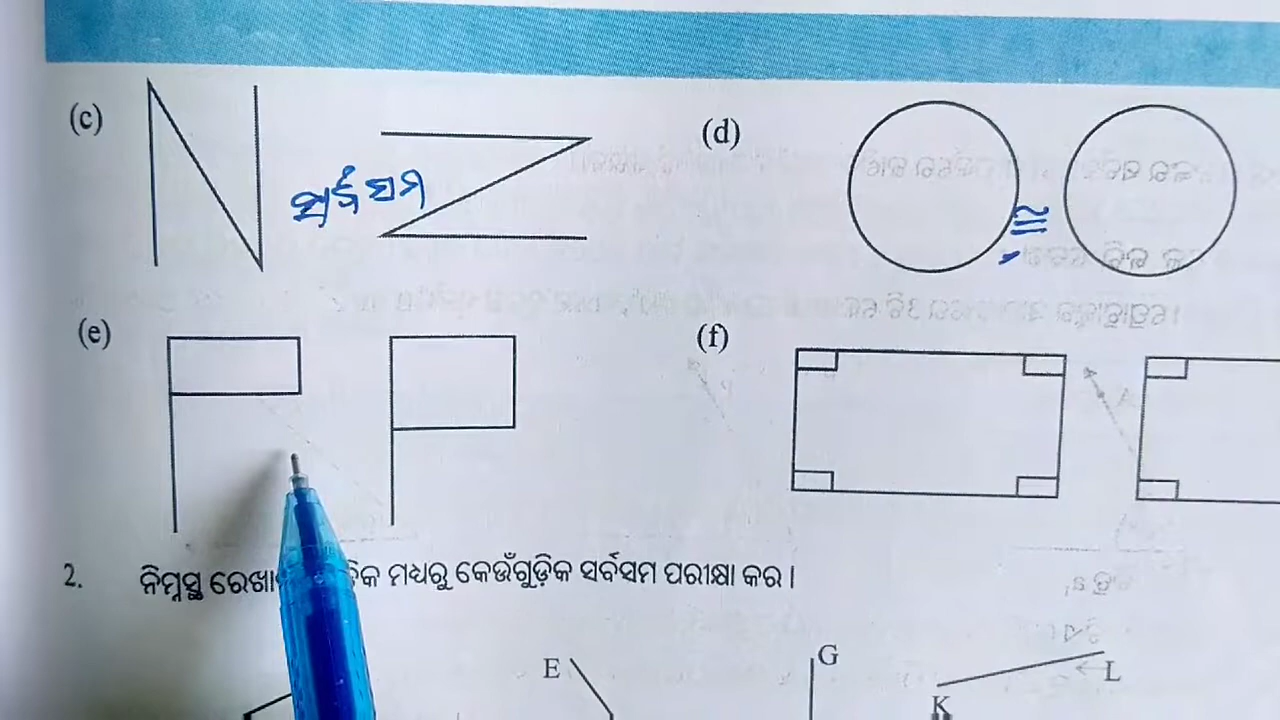 (c) ସର୍ବସମ (d) ≅
(e) (f)
2. ନିମ୍ନସ୍ଥ ମଧ୍ୟରୁ କେଉଁଗୁଡ଼ିକ ସର୍ବସମ ପରୀକ୍ଷା କର ।
E G L
K